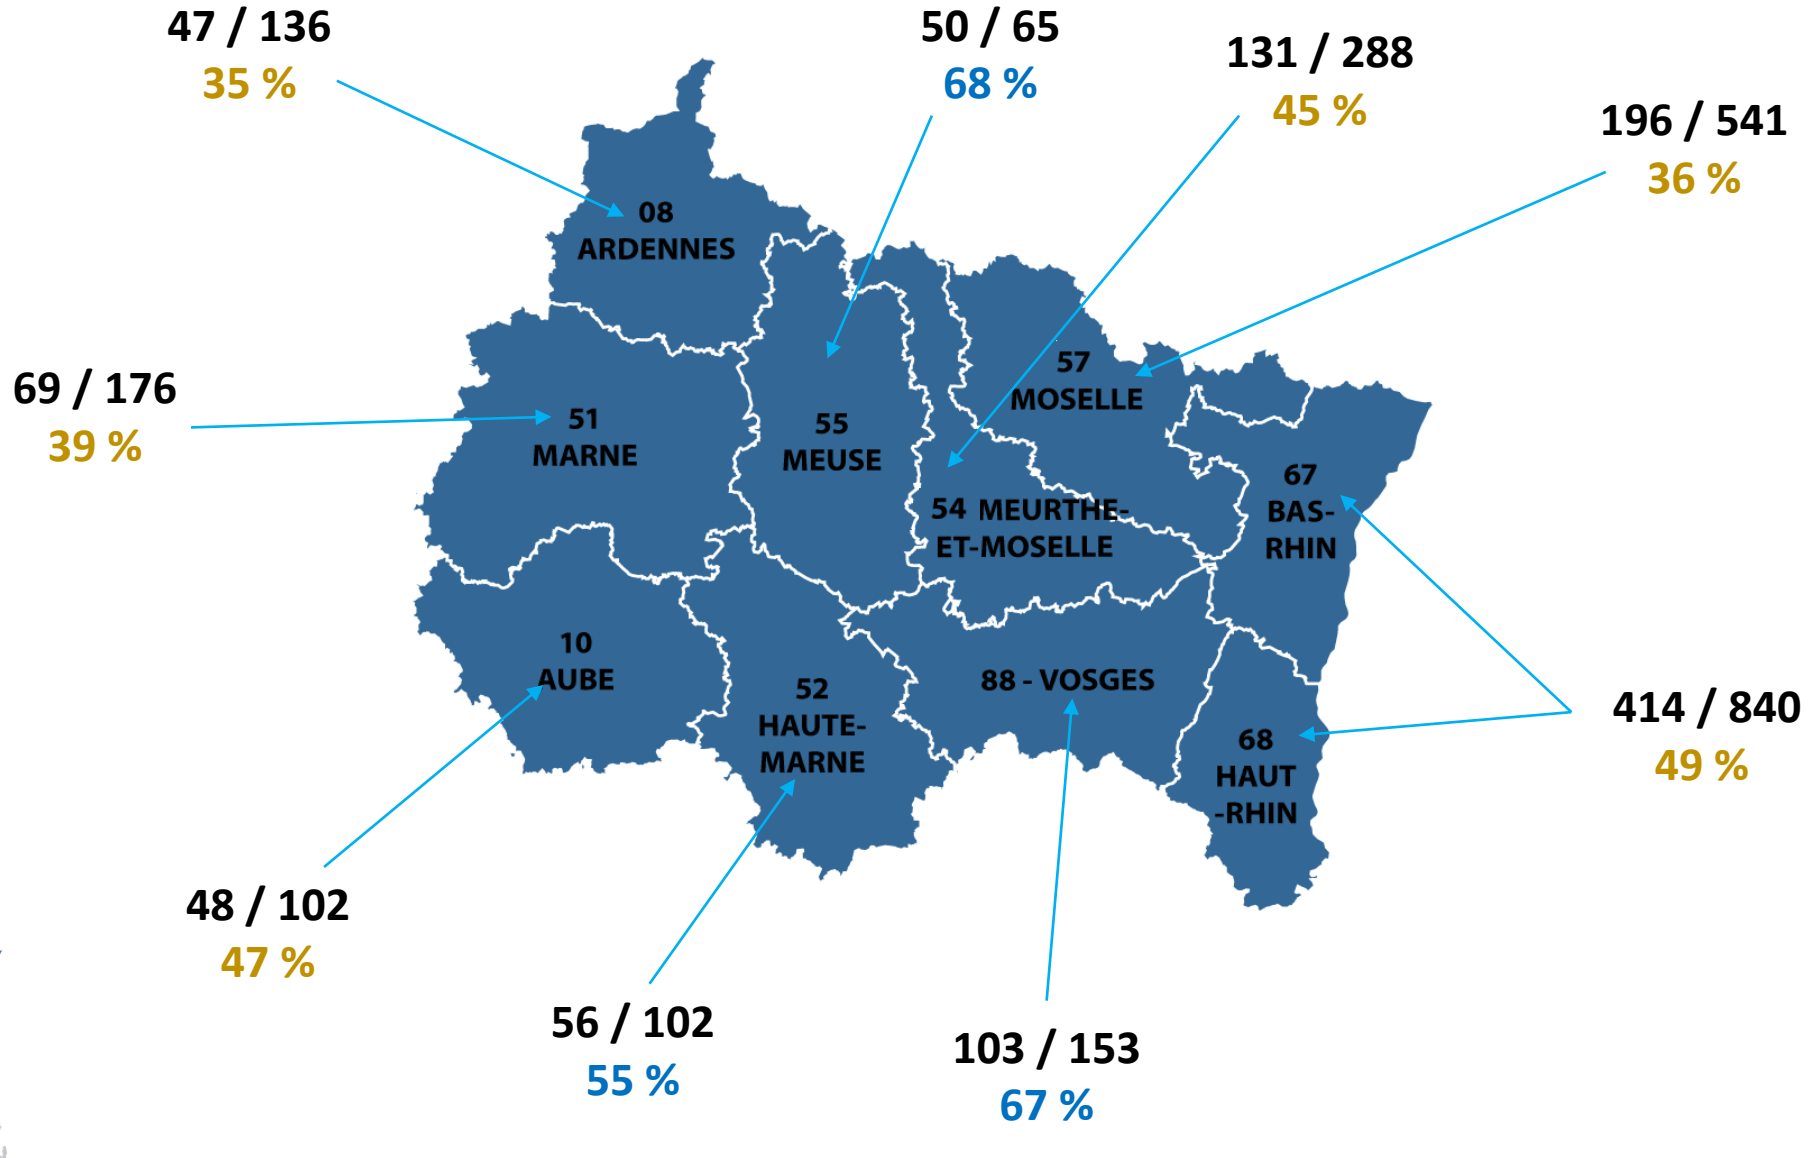 47 / 136
35 %
50 / 65
68 %
131 / 288
45 %
196 / 541
36 %
08
ARDENNES
57
MOSELLE
69 / 176
39 %
51
MARNE
55
MEUSE
67
BAS-
RHIN
54 MEURTHE-
ET-MOSELLE
10
AUBE
52
HAUTE-
MARNE
88 - VOSGES
68
HAUT
-RHIN
414 / 840
49 %
48 / 102
47 %
56 / 102
55 %
103 / 153
67 %